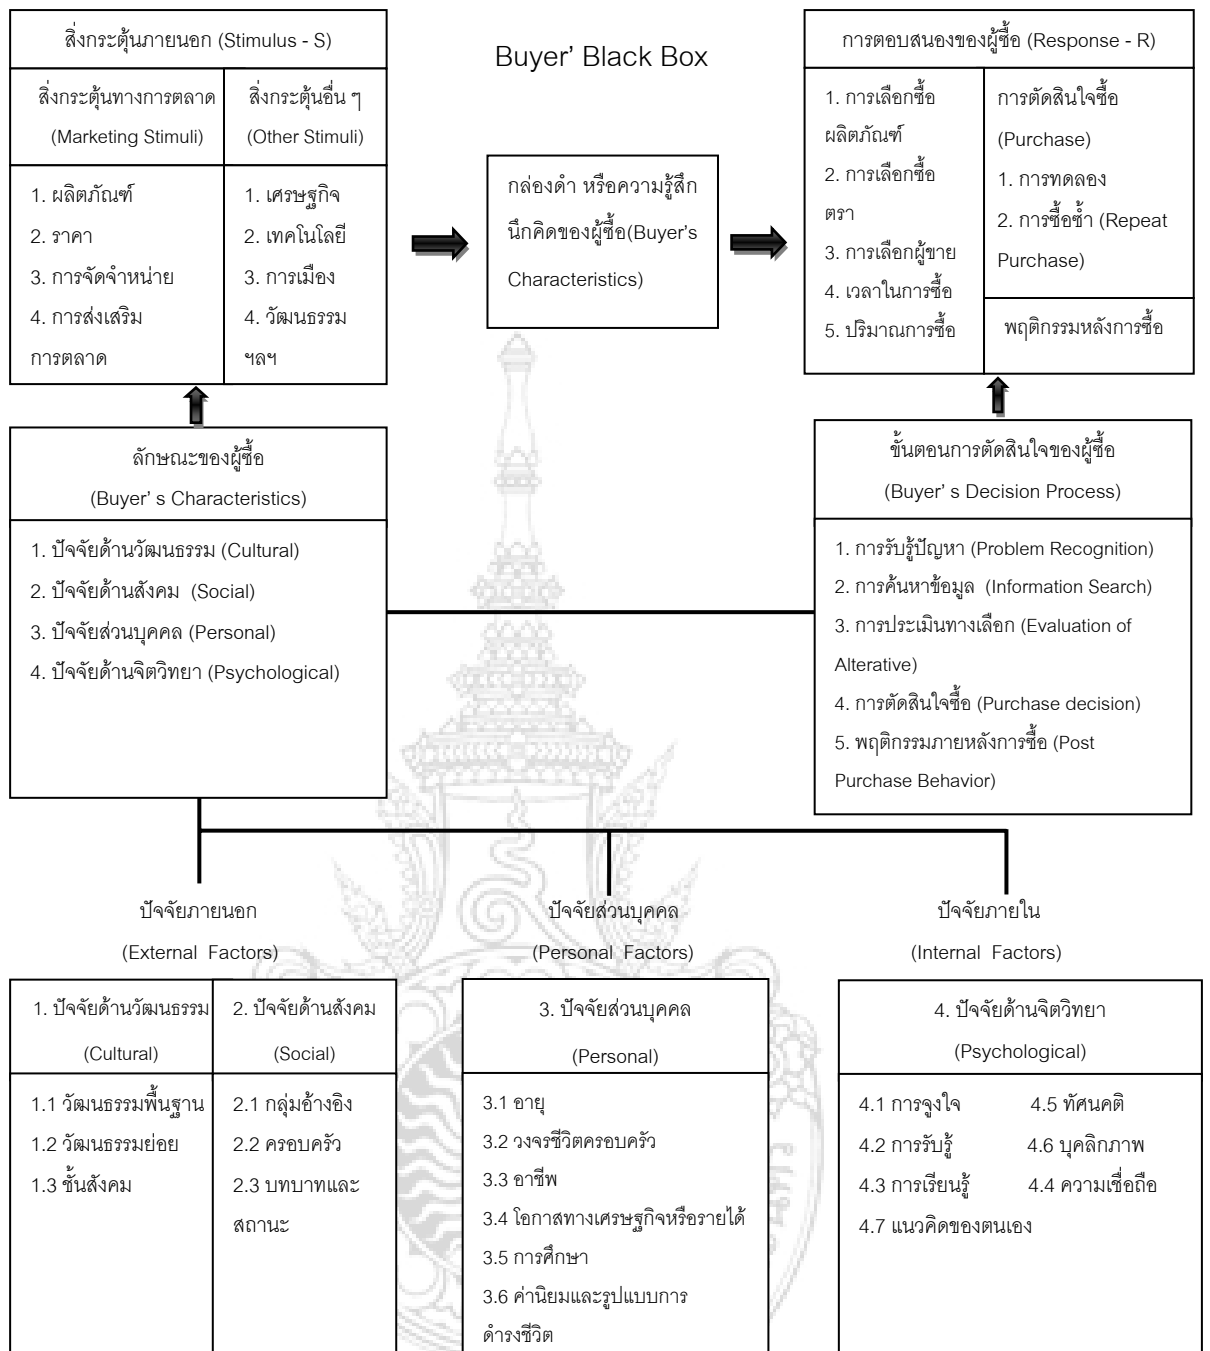 สิ่งกระตุ้นภายนอก (Stimulus - S)
สิ่งกระตุ้นทางการตลาด
(Marketing Stimuli)
สิ่งกระตุ้นอื่น ๆ
(Other Stimuli)
1. ผลิตภัณฑ์
2. ราคา
3. การจัดจำหน่าย
4. การส่งเสริม
การตลาด
1. เศรษฐกิจ
2. เทคโนโลยี
3. การเมือง
4. วัฒนธรรม
ฯลฯ
Buyer' Black Box
กล่องดำ หรือความรู้สึก
นึกคิดของผู้ซื้อ(Buyer's
Characteristics)
การตอบสนองของผู้ซื้อ (Response - R)
1. การเลือกซื้อ
ผลิตภัณฑ์
2. การเลือกซื้อ
ตรา
3. การเลือกผู้ขาย
4. เวลาในการซื้อ
5. ปริมาณการซื้อ
การตัดสินใจซื้อ
(Purchase)
1. การทดลอง
2. การซื้อซ้ำ (Repeat
Purchase)
พฤติกรรมหลังการซื้อ
ลักษณะของผู้ซื้อ
(Buyer' s Characteristics)
1. ปัจจัยด้านวัฒนธรรม (Cultural)
2. ปัจจัยด้านสังคม (Social)
3. ปัจจัยส่วนบุคคล (Personal)
4. ปัจจัยด้านจิตวิทยา (Psychological)
ขั้นตอนการตัดสินใจของผู้ซื้อ
(Buyer' s Decision Process)
1. การรับรู้ปัญหา (Problem Recognition)
2. การค้นหาข้อมูล (Information Search)
3. การประเมินทางเลือก (Evaluation of
Alterative)
4. การตัดสินใจซื้อ (Purchase decision)
5. พฤติกรรมภายหลังการซื้อ (Post
Purchase Behavior)
ปัจจัยภายนอก
(External Factors)
ปัจจัยส่วนบุคคล
(Personal Factors)
ปัจจัยภายใน
(Internal Factors)
1. ปัจจัยด้านวัฒนธรรม
(Cultural)
1.1 วัฒนธรรมพื้นฐาน
1.2 วัฒนธรรมย่อย
1.3 ชั้นสังคม
2. ปัจจัยด้านสังคม
(Social)
2.1 กลุ่มอ้างอิง
2.2 ครอบครัว
2.3 บทบาทและ
สถานะ
3. ปัจจัยส่วนบุคคล
(Personal)
3.1 อายุ
3.2 วงจรชีวิตครอบครัว
3.3 อาชีพ
3.4 โอกาสทางเศรษฐกิจหรือรายได้
3.5 การศึกษา
3.6 ค่านิยมและรูปแบบการ
ดำรงชีวิต
4. ปัจจัยด้านจิตวิทยา
(Psychological)
4.1 การจูงใจ 4.5 ทัศนคติ
4.2 การรับรู้ 4.6 บุคลิกภาพ
4.3 การเรียนรู้ 4.4 ความเชื่อถือ
4.7 แนวคิดของตนเอง